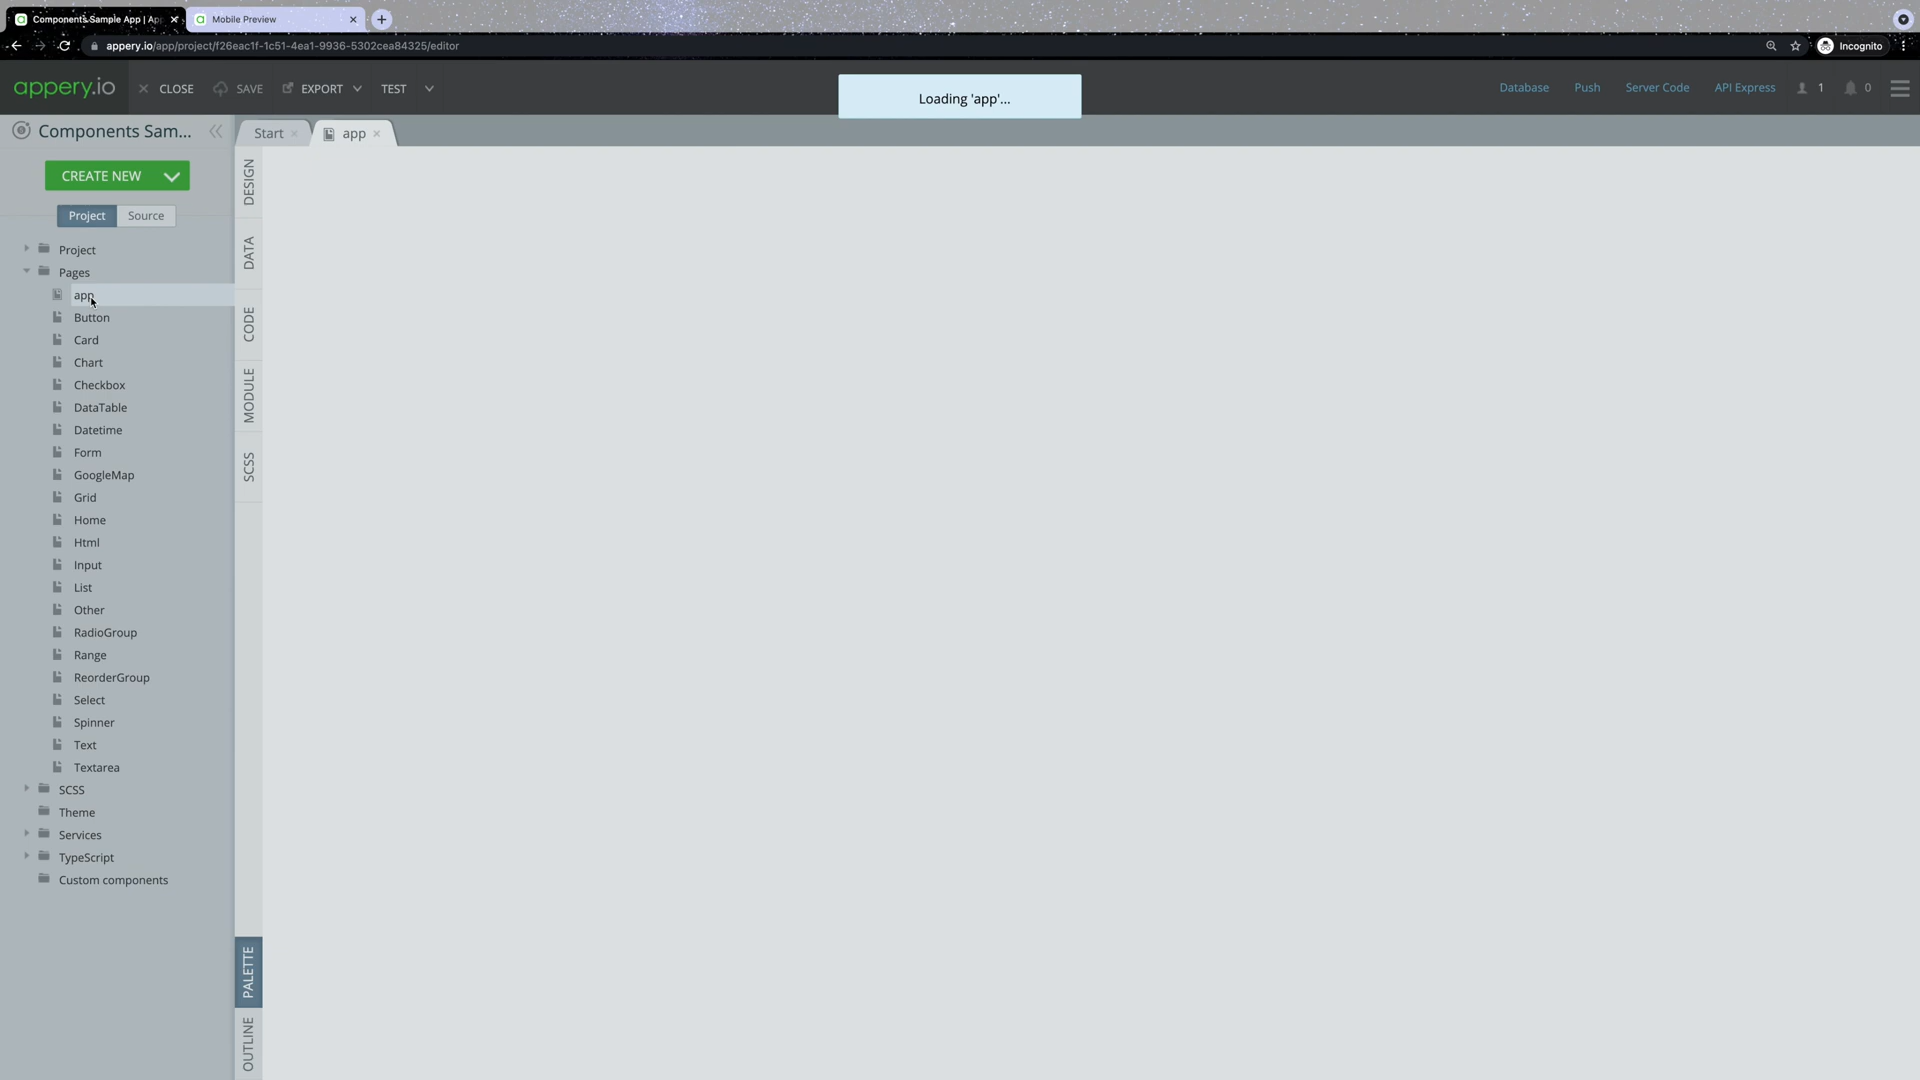 Components Sample App | Ap
Mobile Preview
appery.io/app/project/f26eac1f-1c51-4ea1-9936-5302cea84325/editor
Incognito
appery.io
CLOSE
SAVE
EXPORT
TEST
Loading 'app'...
Database
Push
Server Code
API Express
1
0
Components Sam...
Start
app
CREATE NEW
Project
Source
Project
Pages
app
Button
Card
Chart
Checkbox
DataTable
Datetime
Form
GoogleMap
Grid
Home
Html
Input
List
Other
RadioGroup
Range
ReorderGroup
Select
Spinner
Text
Textarea
SCSS
Theme
Services
TypeScript
Custom components
DESIGN
DATA
CODE
MODULE
SCSS
PALETTE
OUTLINE